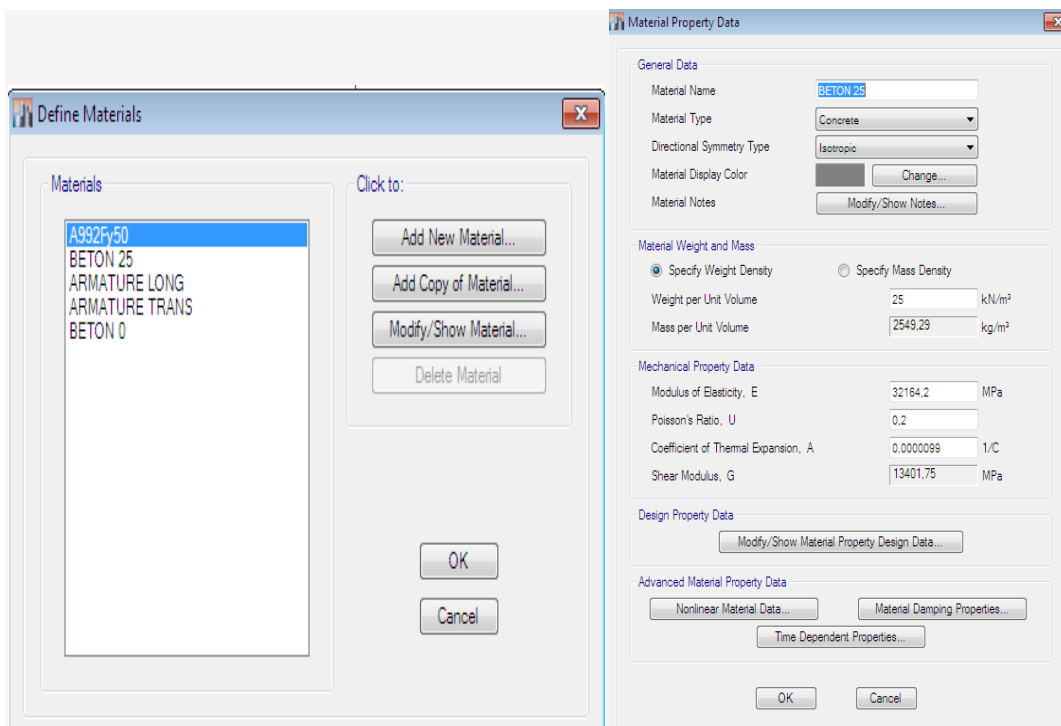 Define Materials
Materials
A992Fy50
BETON 25
ARMATURE LONG
ARMATURE TRANS
BETON 0
Click to:
Add New Material...
Add Copy of Material...
Modify/Show Material...
Delete Material
OK
Cancel
Material Property Data
General Data
Material Name BETON 25
Material Type Concrete
Directional Symmetry Type Isotropic
Material Display Color Change...
Material Notes Modify/Show Notes...
Material Weight and Mass
Specify Weight Density Specify Mass Density
Weight per Unit Volume 25 kN/m³
Mass per Unit Volume 2549,29 kg/m³
Mechanical Property Data
Modulus of Elasticity, E 32164,2 MPa
Poisson's Ratio, U 0,2
Coefficient of Thermal Expansion, A 0,0000099 1/C
Shear Modulus, G 13401,75 MPa
Design Property Data
Modify/Show Material Property Design Data...
Advanced Material Property Data
Nonlinear Material Data... Material Damping Properties...
Time Dependent Properties...
OK Cancel